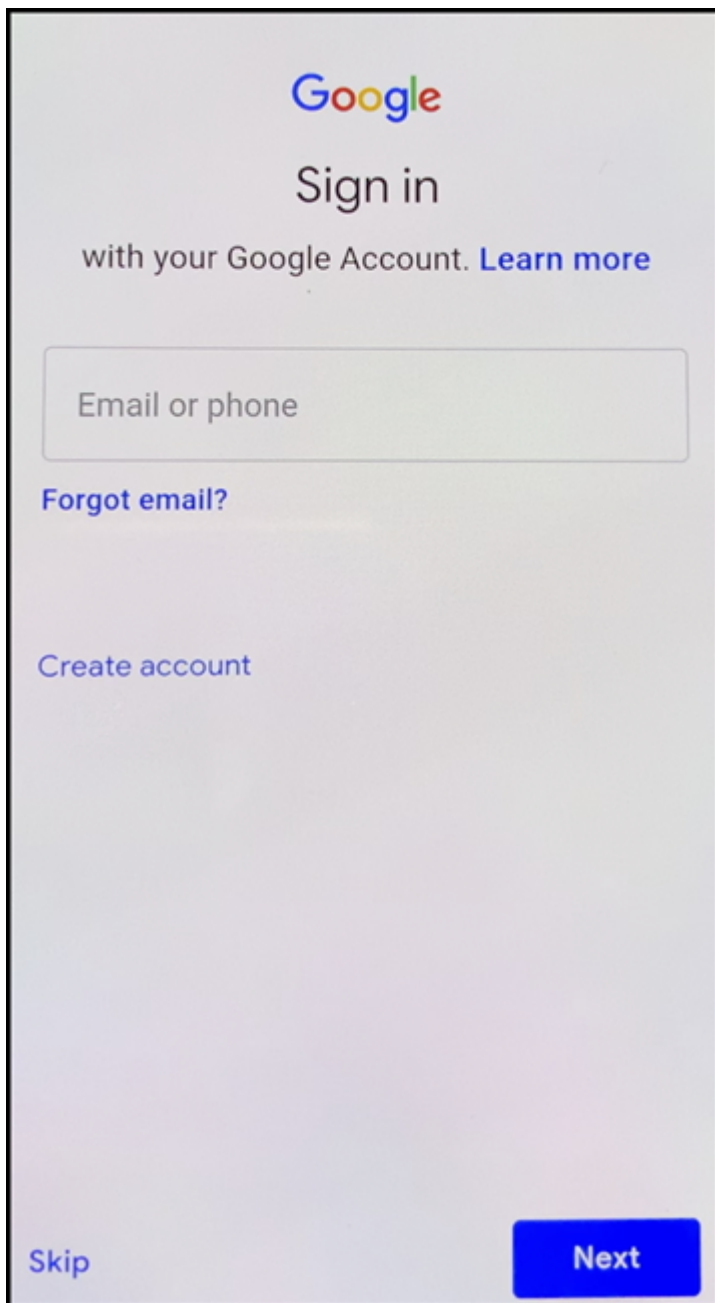 Google
Sign in
with your Google Account. Learn more
Email or phone
Forgot email?
Create account
Skip
Next